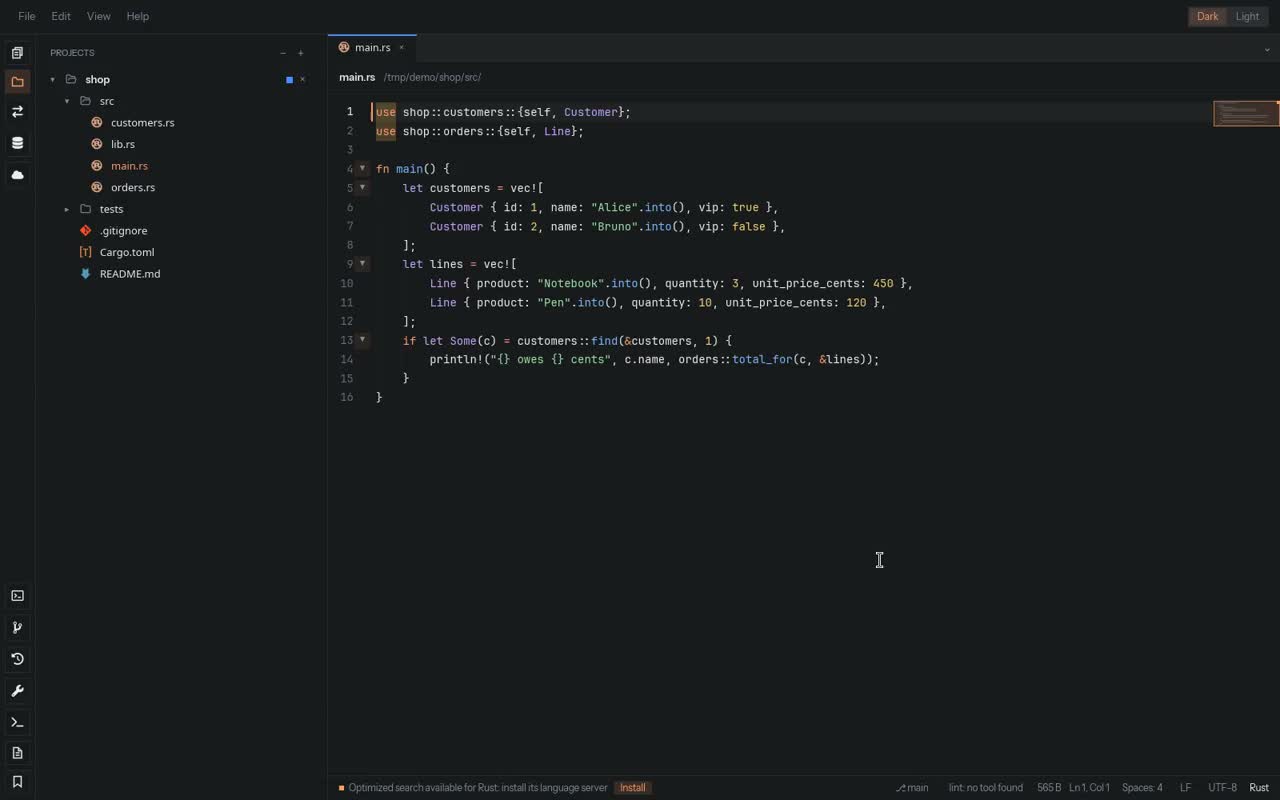 File Edit View Help Dark Light
PROJECTS
shop
src
customers.rs
lib.rs
main.rs
orders.rs
tests
.gitignore
Cargo.toml
README.md
main.rs
main.rs /tmp/demo/shop/src/
1 use shop::customers::{self, Customer};
2 use shop::orders::{self, Line};
3
4 fn main() {
5 let customers = vec![
6 Customer { id: 1, name: "Alice".into(), vip: true },
7 Customer { id: 2, name: "Bruno".into(), vip: false },
8 ];
9 let lines = vec![
10 Line { product: "Notebook".into(), quantity: 3, unit_price_cents: 450 },
11 Line { product: "Pen".into(), quantity: 10, unit_price_cents: 120 },
12 ];
13 if let Some(c) = customers::find(&customers, 1) {
14 println!("{} owes {} cents", c.name, orders::total_for(c, &lines));
15 }
16 }
Optimized search available for Rust: install its language server Install main lint: no tool found 565 B Ln 1, Col 1 Spaces: 4 LF UTF-8 Rust